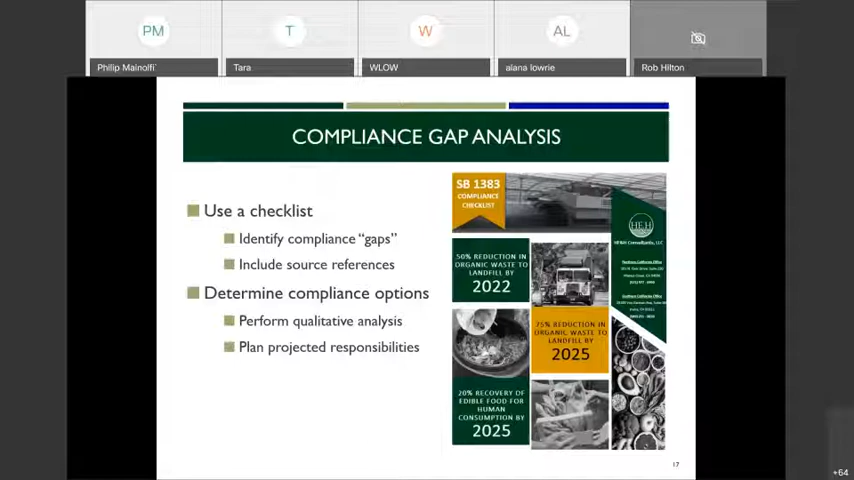 PM
T
W
AL
Philip Mainolfi
Tara
WLOW
alana lowrie
Rob Hilton
COMPLIANCE GAP ANALYSIS
Use a checklist
Identify compliance “gaps”
Include source references
Determine compliance options
Perform qualitative analysis
Plan projected responsibilities
SB 1383
COMPLIANCE
CHECKLIST
HF&H Consultants, LLC
50% REDUCTION IN
ORGANIC WASTE TO
LANDFILL BY
2022
75% REDUCTION IN
ORGANIC WASTE TO
LANDFILL BY
2025
20% RECOVERY OF
EDIBLE FOOD FOR
HUMAN
CONSUMPTION BY
2025
17
+64